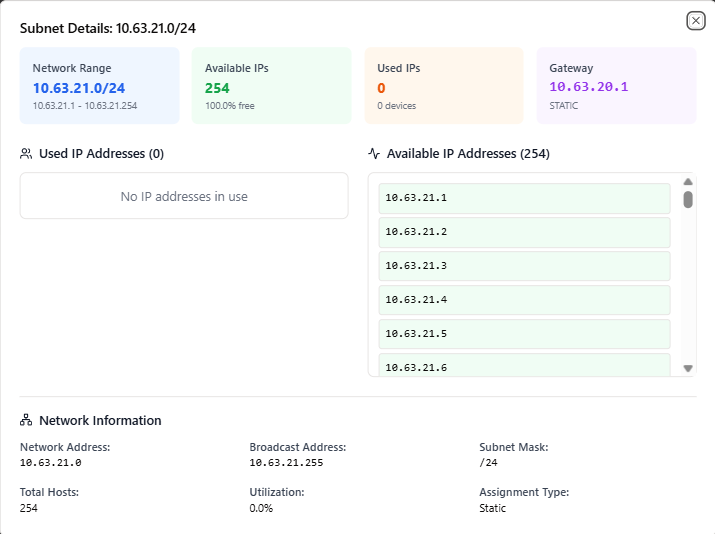 Subnet Details: 10.63.21.0/24
Network Range
10.63.21.0/24
10.63.21.1 - 10.63.21.254
Available IPs
254
100.0% free
Used IPs
0
0 devices
Gateway
10.63.20.1
STATIC
Used IP Addresses (0)
No IP addresses in use
Available IP Addresses (254)
10.63.21.1
10.63.21.2
10.63.21.3
10.63.21.4
10.63.21.5
10.63.21.6
Network Information
Network Address:
10.63.21.0
Broadcast Address:
10.63.21.255
Subnet Mask:
/24
Total Hosts:
254
Utilization:
0.0%
Assignment Type:
Static